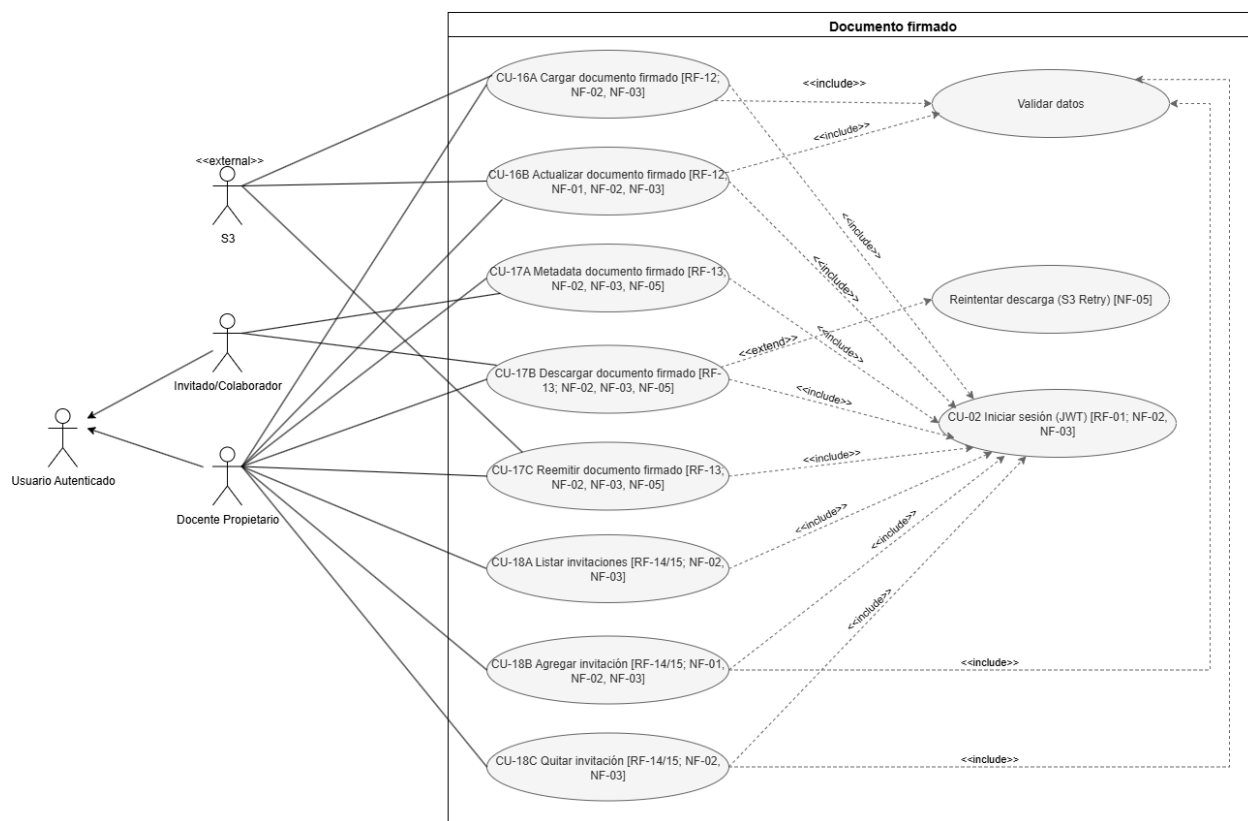 Documento firmado
CU-16A Cargar documento firmado [RF-12;
NF-02, NF-03]
<<include>>
Validar datos
<<include>>
<<external>>
S3
CU-16B Actualizar documento firmado [RF-12;
NF-01, NF-02, NF-03]
<<include>>
<<include>>
CU-17A Metadata documento firmado [RF-13;
NF-02, NF-03, NF-05]
Reintentar descarga (S3 Retry) [NF-05]
<<include>>
<<extend>>
Invitado/Colaborador
CU-17B Descargar documento firmado [RF-
13; NF-02, NF-03, NF-05]
<<include>>
CU-02 Iniciar sesión (JWT) [RF-01; NF-02,
NF-03]
Usuario Autenticado
CU-17C Reemitir documento firmado [RF-13;
NF-02, NF-03, NF-05]
<<include>>
Docente Propietario
<<include>>
<<include>>
CU-18A Listar invitaciones [RF-14/15; NF-02,
NF-03]
<<include>>
CU-18B Agregar invitación [RF-14/15; NF-01,
NF-02, NF-03]
<<include>>
CU-18C Quitar invitación [RF-14/15; NF-02,
NF-03]
<<include>>